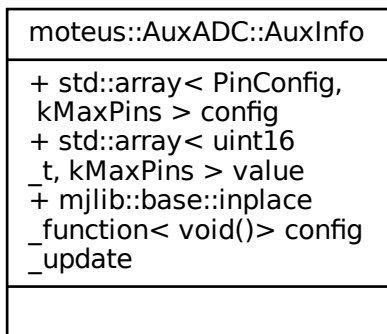 moteus::AuxADC::AuxInfo
+ std::array< PinConfig,
kMaxPins > config
+ std::array< uint16
_t, kMaxPins > value
+ mjlib::base::inplace
_function< void()> config
_update